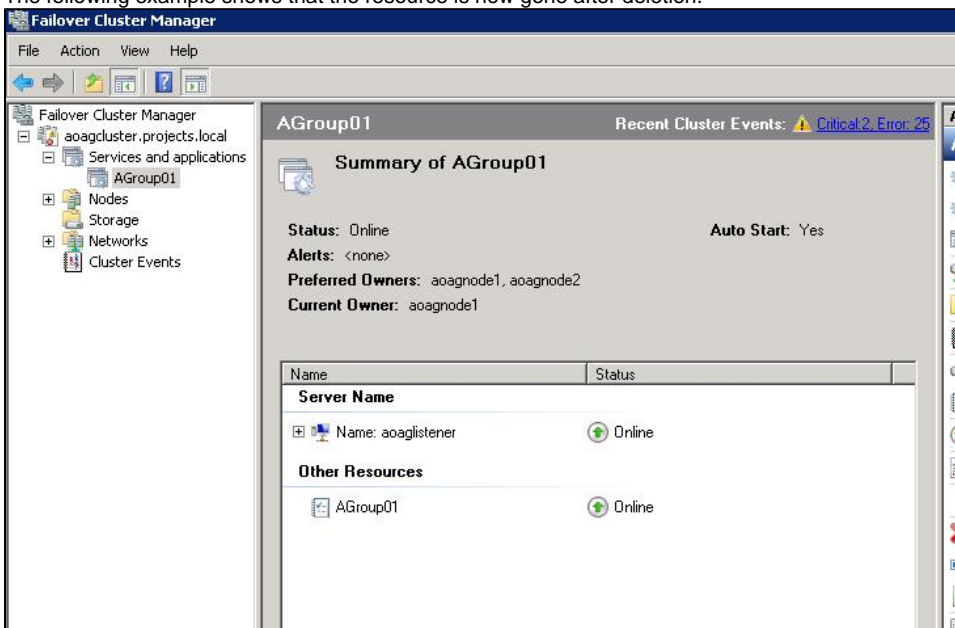 The following example shows that the resource is now gone after deletion.
Failover Cluster Manager
File Action View Help
Failover Cluster Manager
aoagcluster.projects.local
Services and applications
AGroup01
Nodes
Storage
Networks
Cluster Events
AGroup01 Recent Cluster Events: Critical:2, Error: 25
Summary of AGroup01
Status: Online Auto Start: Yes
Alerts: <none>
Preferred Owners: aoagnode1, aoagnode2
Current Owner: aoagnode1
Name Status
Server Name
Name: aoaglistener Online
Other Resources
AGroup01 Online